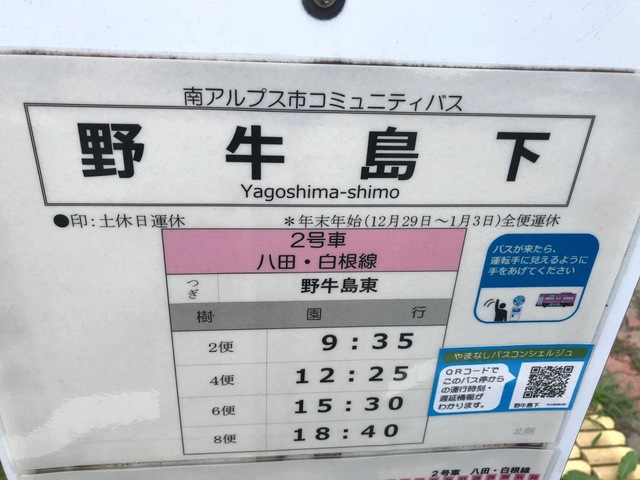 南アルプス市コミュニティバス
野牛島下
Yagoshima-shimo
●印:土休日運休 *年末年始(12月29日～1月3日)全便運休
2号車
八田・白根線
つぎ 野牛島東
樹園行
2便 9:35
4便 12:25
6便 15:30
8便 18:40
バスが来たら、
運転手に見えるように
手をあげてください
やまなしバスコンシェルジュ
QRコードで
このバス停から
の運行時刻・
遅延情報が
わかります。
野牛島下
北側
2号車 八田・白根線